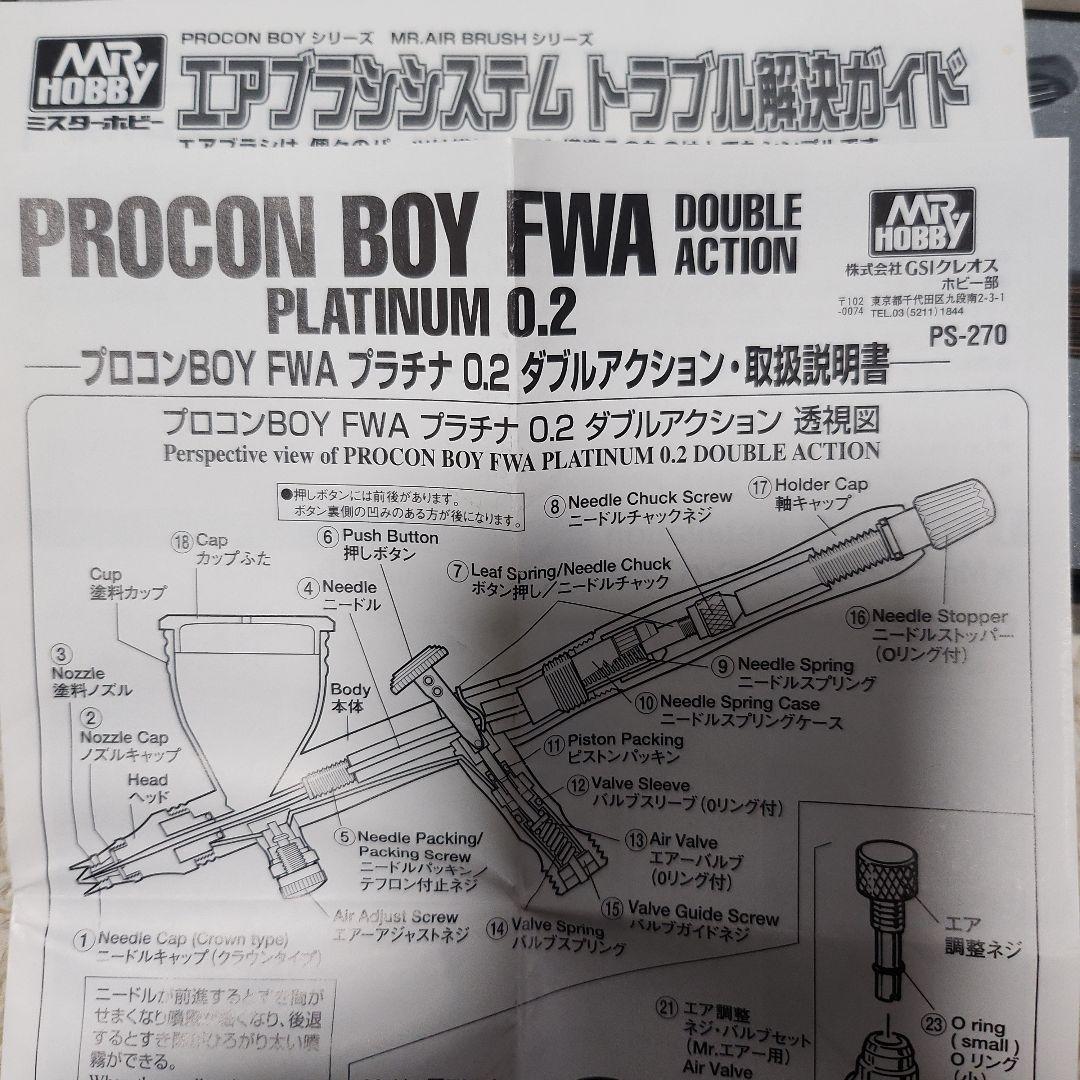 MR HOBBY
ミスターホビー
PROCON BOY シリーズ MR.AIR BRUSH シリーズ
エアブラシシステム トラブル解決ガイド
PROCON BOY FWA DOUBLE ACTION
PLATINUM 0.2
MR HOBBY
株式会社 GSIクレオス
ホビー部
〒102-0074 東京都千代田区九段南2-3-1
TEL.03(5211)1844
PS-270
プロコンBOY FWA プラチナ 0.2 ダブルアクション・取扱説明書
プロコンBOY FWA プラチナ 0.2 ダブルアクション 透視図
Perspective view of PROCON BOY FWA PLATINUM 0.2 DOUBLE ACTION
●押しボタンには前後があります。
ボタン裏側の凹みのある方が後になります。
⑱ Cap
カップふた
Cup
塗料カップ
③
Nozzle
塗料ノズル
②
Nozzle Cap
ノズルキャップ
Head
ヘッド
⑥ Push Button
押しボタン
④ Needle
ニードル
Body
本体
⑧ Needle Chuck Screw
ニードルチャックネジ
⑰ Holder Cap
軸キャップ
⑦ Leaf Spring/Needle Chuck
ボタン押し/ニードルチャック
⑯ Needle Stopper
ニードルストッパー
(Oリング付)
⑨ Needle Spring
ニードルスプリング
⑩ Needle Spring Case
ニードルスプリングケース
⑪ Piston Packing
ピストンパッキン
⑫ Valve Sleeve
バルブスリーブ(Oリング付)
⑬ Air Valve
エアーバルブ
(Oリング付)
⑤ Needle Packing/
Packing Screw
ニードルパッキン/
テフロン付止ネジ
Air Adjust Screw
エアーアジャストネジ
⑭ Valve Spring
バルブスプリング
⑮ Valve Guide Screw
バルブガイドネジ
① Needle Cap (Crown type)
ニードルキャップ(クラウンタイプ)
ニードルが前進するとすき間が
せまくなり噴霧が細くなり、後退
するとすき間がひろがり太い噴
霧ができる。
エア
調整ネジ
㉑ エア調整
ネジ・バルブセット
(Mr.エアー用)
Air Valve
㉓ O ring
(small)
O リング
(小)